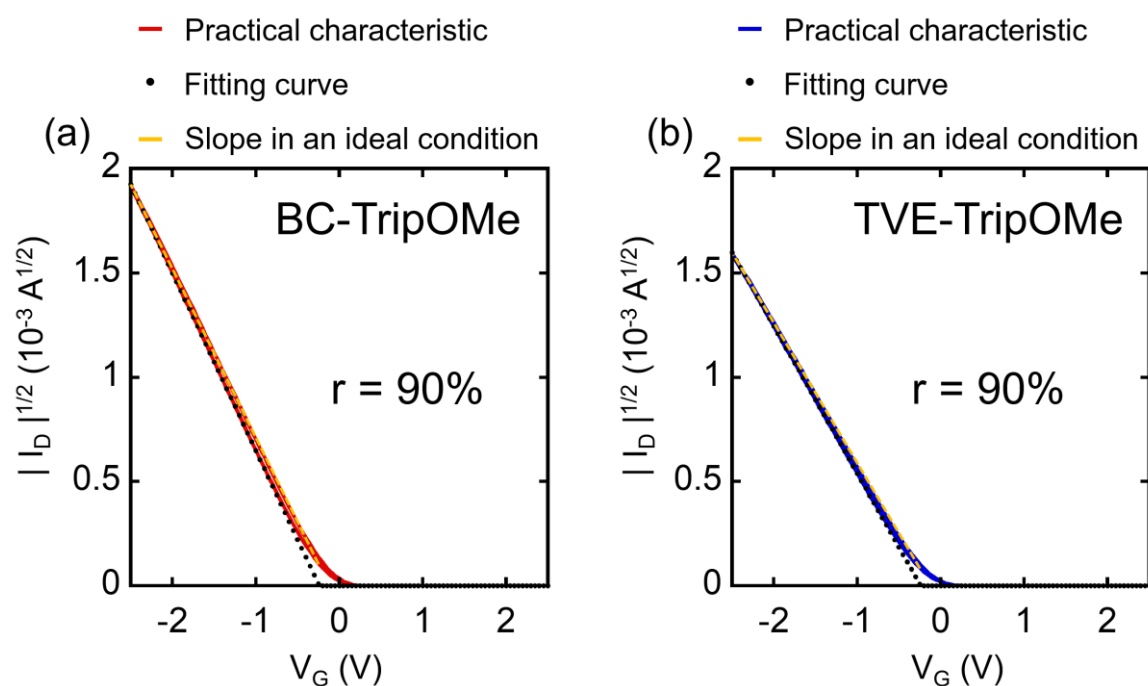 Practical characteristic
Fitting curve
Slope in an ideal condition
(a)
BC-TripOMe
r = 90%
| I_D |^{1/2} (10^{-3} A^{1/2})
2
1.5
1
0.5
0
-2
-1
0
1
2
V_G (V)
Practical characteristic
Fitting curve
Slope in an ideal condition
(b)
TVE-TripOMe
r = 90%
| I_D |^{1/2} (10^{-3} A^{1/2})
2
1.5
1
0.5
0
-2
-1
0
1
2
V_G (V)